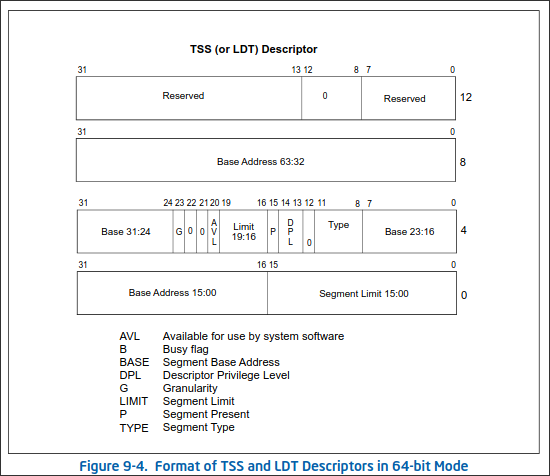 TSS (or LDT) Descriptor
31 13 12 8 7 0
Reserved 0 Reserved 12
31 0
Base Address 63:32 8
31 24 23 22 21 20 19 16 15 14 13 12 11 8 7 0
Base 31:24 G 0 0 AVL Limit 19:16 P DPL 0 Type Base 23:16 4
31 16 15 0
Base Address 15:00 Segment Limit 15:00 0
AVL Available for use by system software
B Busy flag
BASE Segment Base Address
DPL Descriptor Privilege Level
G Granularity
LIMIT Segment Limit
P Segment Present
TYPE Segment Type
Figure 9-4. Format of TSS and LDT Descriptors in 64-bit Mode